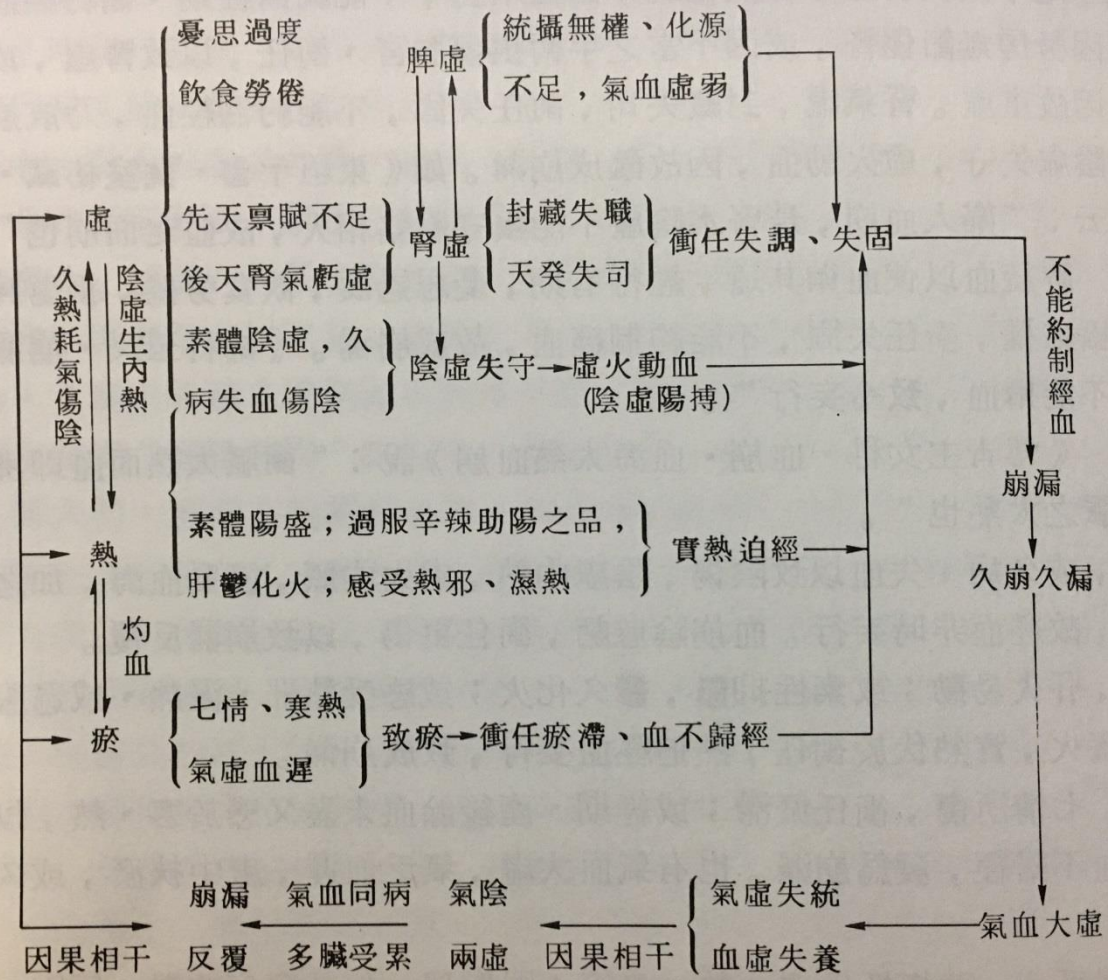 憂思過度
飲食勞倦
脾虛
統攝無權、化源
不足，氣血虛弱
虛
先天禀賦不足
後天腎氣虧虛
腎虛
封藏失職
天癸失司
衝任失調、失固
不能約制經血
久熱耗氣傷陰
陰虛生內熱
素體陰虛，久
病失血傷陰
陰虛失守
虛火動血
(陰虛陽搏)
崩漏
久崩久漏
熱
素體陽盛；過服辛辣助陽之品，
肝鬱化火；感受熱邪、濕熱
實熱迫經
灼血
瘀
七情、寒熱
氣虛血遲
致瘀
衝任瘀滯、血不歸經
氣血大虛
氣虛失統
血虛失養
因果相干
氣陰
兩虛
氣血同病
多臟受累
崩漏
反覆
因果相干